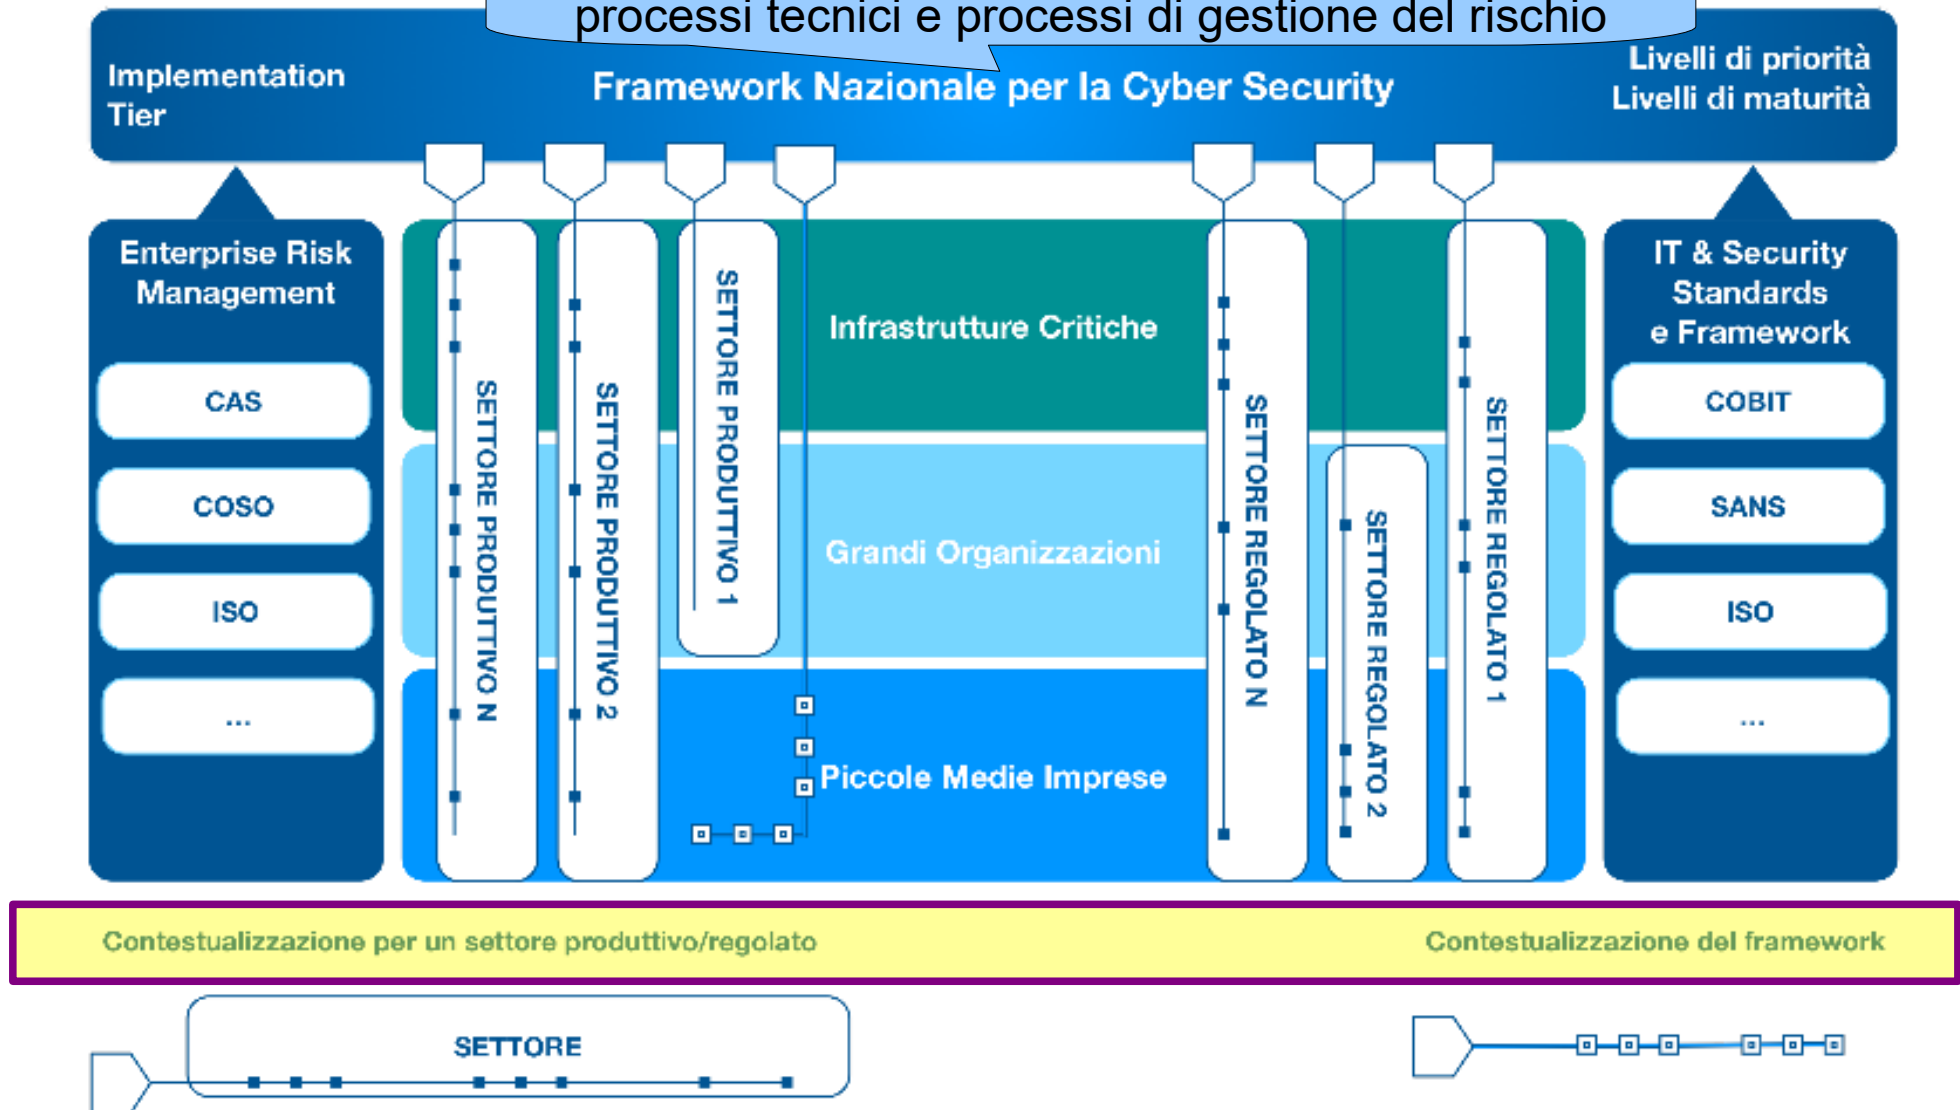 processi tecnici e processi di gestione del rischio
Implementation
Tier
Framework Nazionale per la Cyber Security
Livelli di priorità
Livelli di maturità
Enterprise Risk
Management
CAS
COSO
ISO
...
SETTORE PRODUTTIVO N
SETTORE PRODUTTIVO 2
SETTORE PRODUTTIVO 1
Infrastrutture Critiche
Grandi Organizzazioni
Piccole Medie Imprese
SETTORE REGOLATO N
SETTORE REGOLATO 2
SETTORE REGOLATO 1
IT & Security
Standards
e Framework
COBIT
SANS
ISO
...
Contestualizzazione per un settore produttivo/regolato
Contestualizzazione del framework
SETTORE